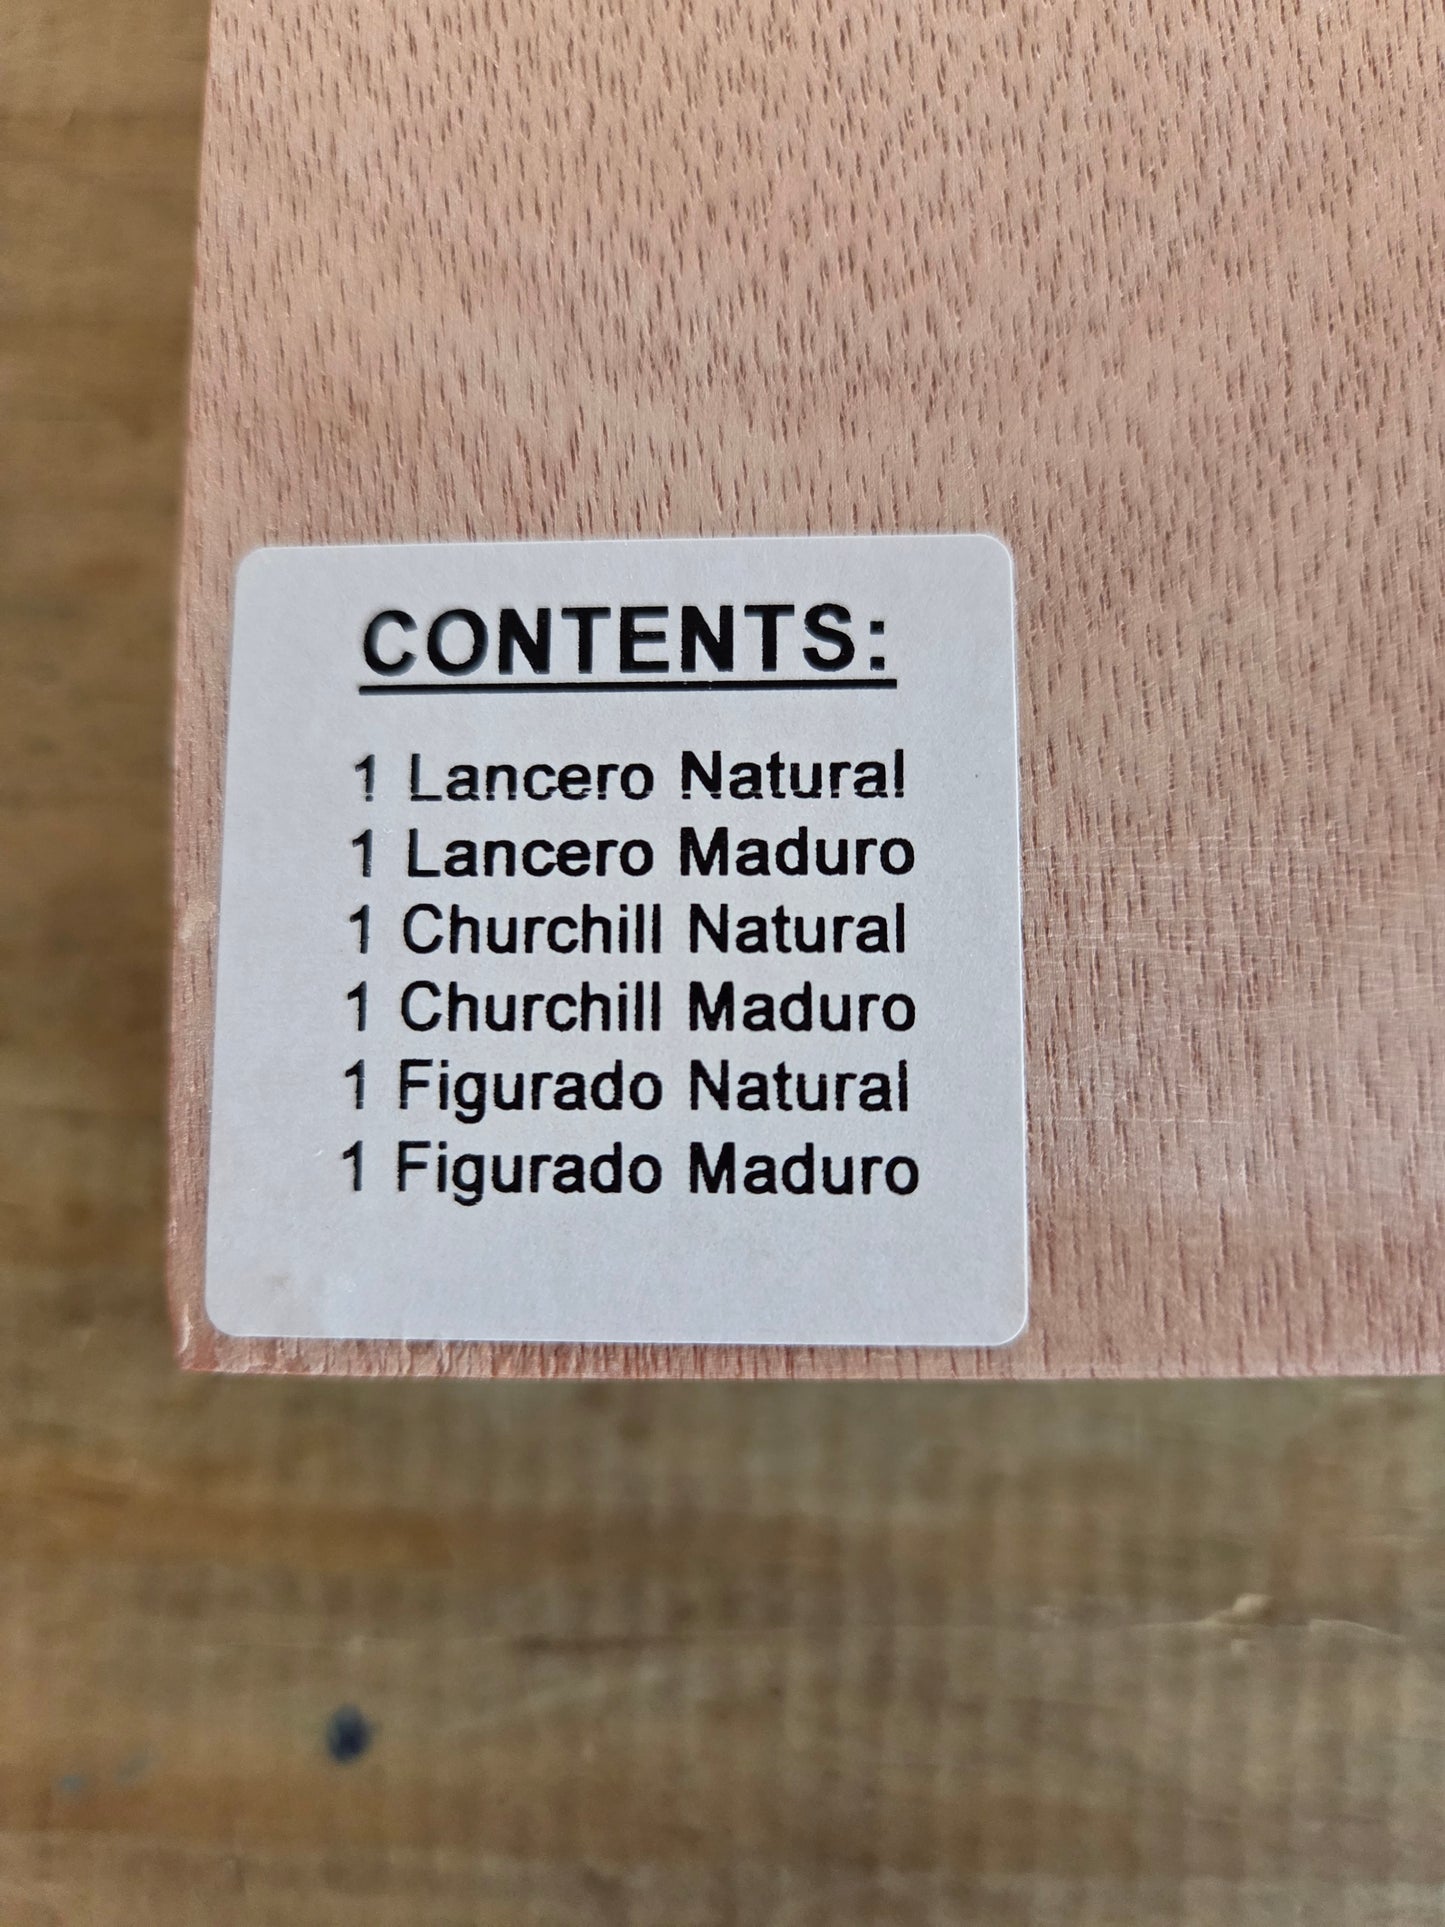 CONTENTS:
1 Lancero Natural
1 Lancero Maduro
1 Churchill Natural
1 Churchill Maduro
1 Figurado Natural
1 Figurado Maduro